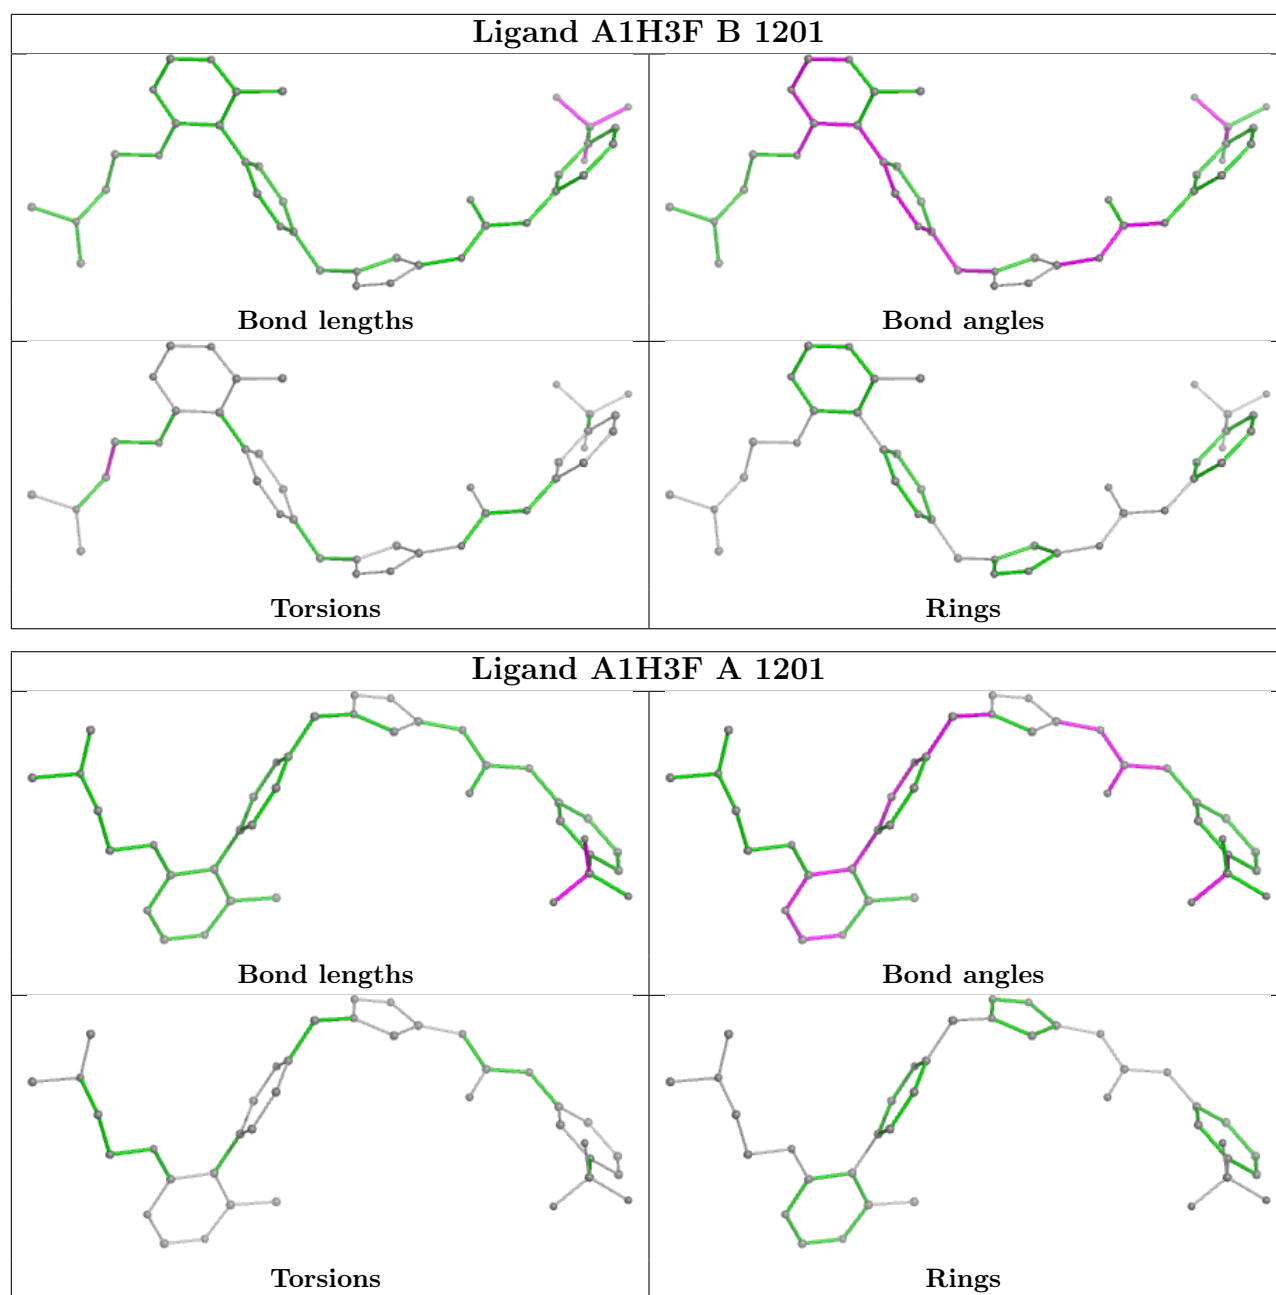 Ligand A1H3F B 1201
Bond lengths
Bond angles
Torsions
Rings
Ligand A1H3F A 1201
Bond lengths
Bond angles
Torsions
Rings